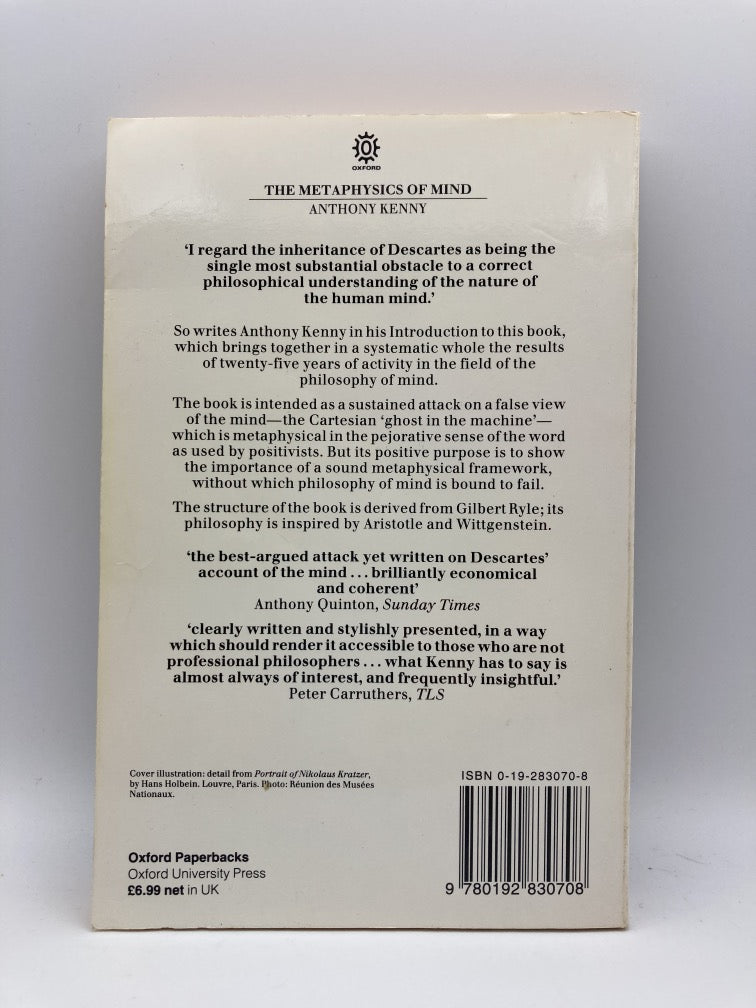 OXFORD
THE METAPHYSICS OF MIND
ANTHONY KENNY
‘I regard the inheritance of Descartes as being the
single most substantial obstacle to a correct
philosophical understanding of the nature of
the human mind.’
So writes Anthony Kenny in his Introduction to this book,
which brings together in a systematic whole the results
of twenty-five years of activity in the field of the
philosophy of mind.
The book is intended as a sustained attack on a false view
of the mind—the Cartesian ‘ghost in the machine’—
which is metaphysical in the pejorative sense of the word
as used by positivists. But its positive purpose is to show
the importance of a sound metaphysical framework,
without which philosophy of mind is bound to fail.
The structure of the book is derived from Gilbert Ryle; its
philosophy is inspired by Aristotle and Wittgenstein.
‘the best-argued attack yet written on Descartes’
account of the mind . . . brilliantly economical
and coherent’
Anthony Quinton, Sunday Times
‘clearly written and stylishly presented, in a way
which should render it accessible to those who are not
professional philosophers . . . what Kenny has to say is
almost always of interest, and frequently insightful.’
Peter Carruthers, TLS
Cover illustration: detail from Portrait of Nikolaus Kratzer,
by Hans Holbein. Louvre, Paris. Photo: Réunion des Musées
Nationaux.
Oxford Paperbacks
Oxford University Press
£6.99 net in UK
ISBN 0-19-283070-8
9 780192 830708